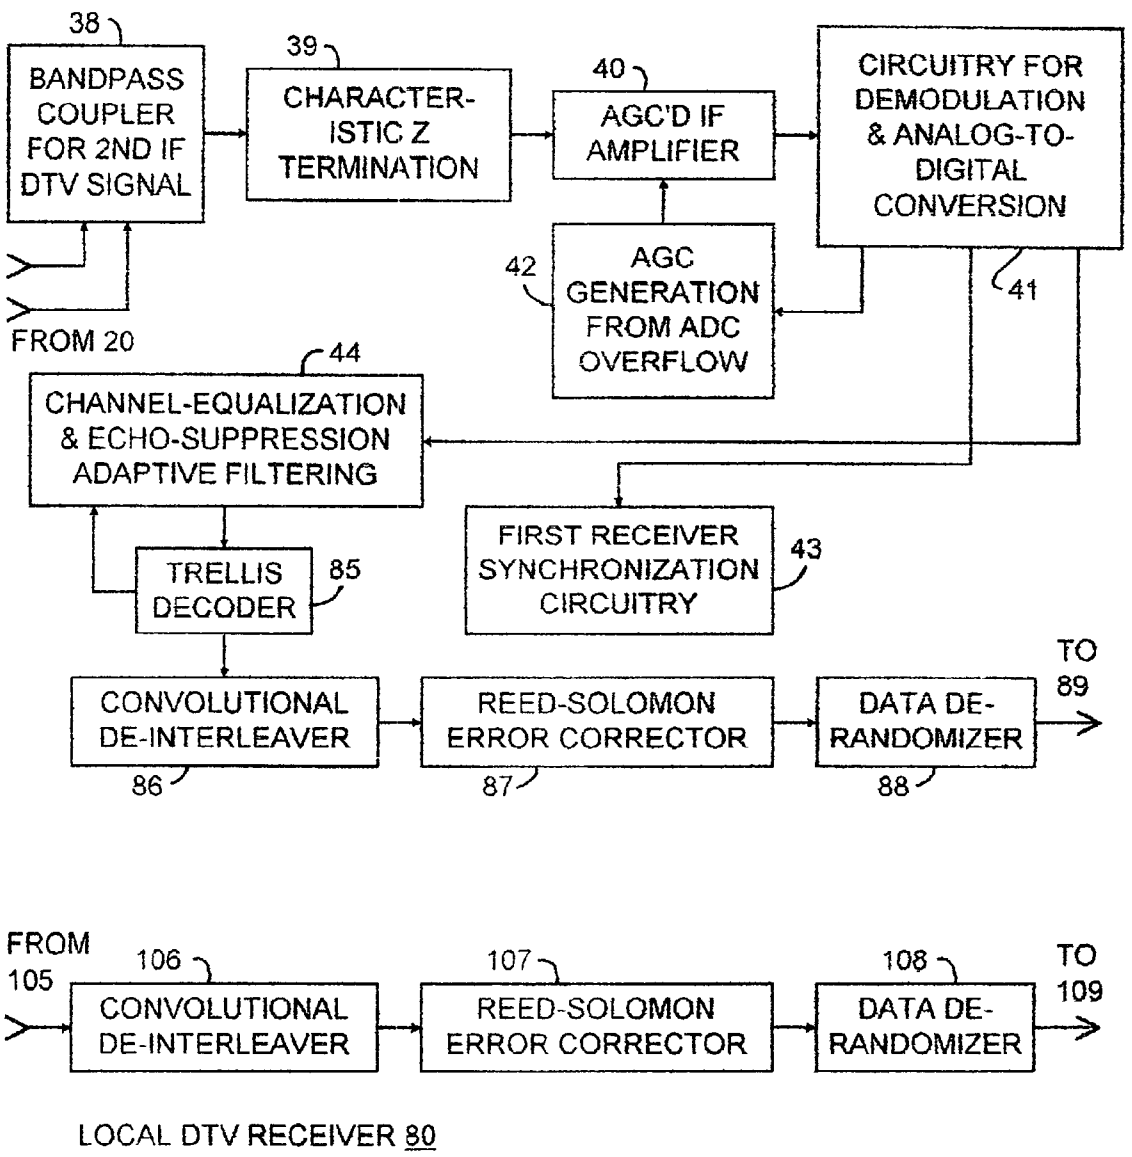 38
BANDPASS
COUPLER
FOR 2ND IF
DTV SIGNAL
39
CHARACTER-
ISTIC Z
TERMINATION
40
AGC'D IF
AMPLIFIER
CIRCUITRY FOR
DEMODULATION
& ANALOG-TO-
DIGITAL
CONVERSION
41
42
AGC
GENERATION
FROM ADC
OVERFLOW
FROM 20
44
CHANNEL-EQUALIZATION
& ECHO-SUPPRESSION
ADAPTIVE FILTERING
FIRST RECEIVER
SYNCHRONIZATION
CIRCUITRY
43
TRELLIS
DECODER
85
CONVOLUTIONAL
DE-INTERLEAVER
86
REED-SOLOMON
ERROR CORRECTOR
87
DATA DE-
RANDOMIZER
88
TO
89
FROM
105
106
CONVOLUTIONAL
DE-INTERLEAVER
107
REED-SOLOMON
ERROR CORRECTOR
108
DATA DE-
RANDOMIZER
TO
109
LOCAL DTV RECEIVER 80